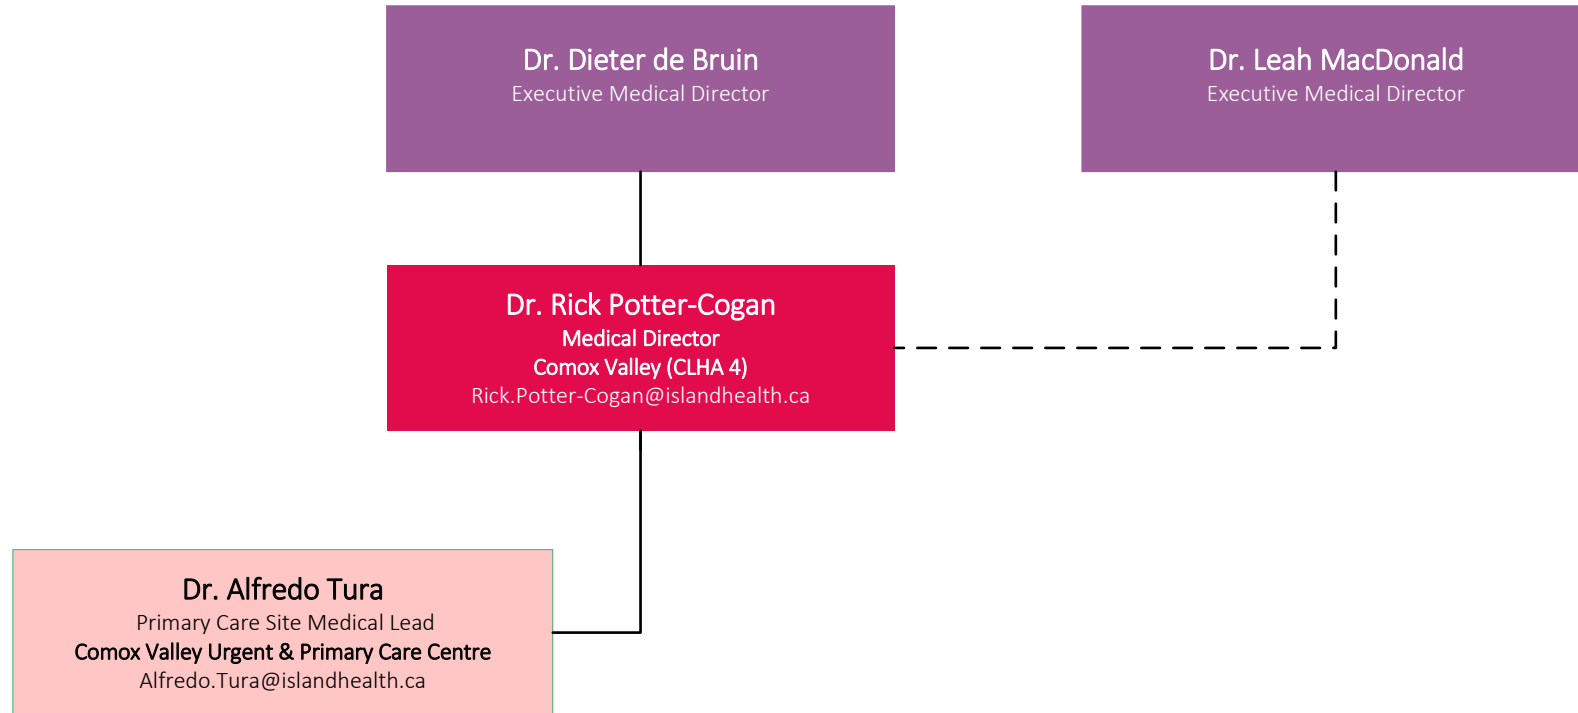 Dr. Dieter de Bruin
Executive Medical Director
Dr. Leah MacDonald
Executive Medical Director
Dr. Rick Potter-Cogan
Medical Director
Comox Valley (CLHA 4)
Rick.Potter-Cogan@islandhealth.ca
Dr. Alfredo Tura
Primary Care Site Medical Lead
Comox Valley Urgent & Primary Care Centre
Alfredo.Tura@islandhealth.ca